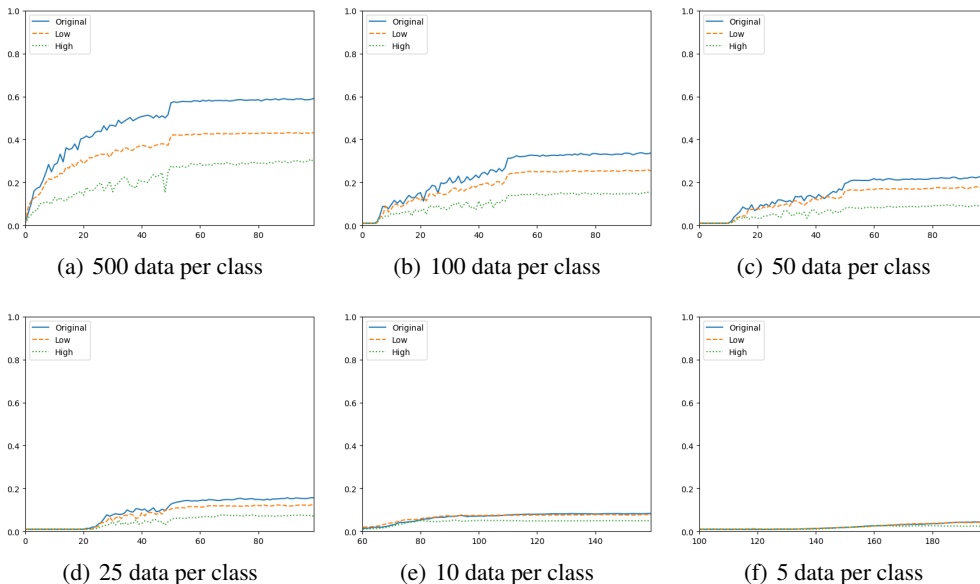 1.0
0.8
0.6
0.4
0.2
0.0
0 20 40 60 80
Original
Low
High
(a) 500 data per class
1.0
0.8
0.6
0.4
0.2
0.0
0 20 40 60 80
Original
Low
High
(b) 100 data per class
1.0
0.8
0.6
0.4
0.2
0.0
0 20 40 60 80
Original
Low
High
(c) 50 data per class
1.0
0.8
0.6
0.4
0.2
0.0
0 20 40 60 80
Original
Low
High
(d) 25 data per class
1.0
0.8
0.6
0.4
0.2
0.0
60 80 100 120 140
Original
Low
High
(e) 10 data per class
1.0
0.8
0.6
0.4
0.2
0.0
100 120 140 160 180
Original
Low
High
(f) 5 data per class